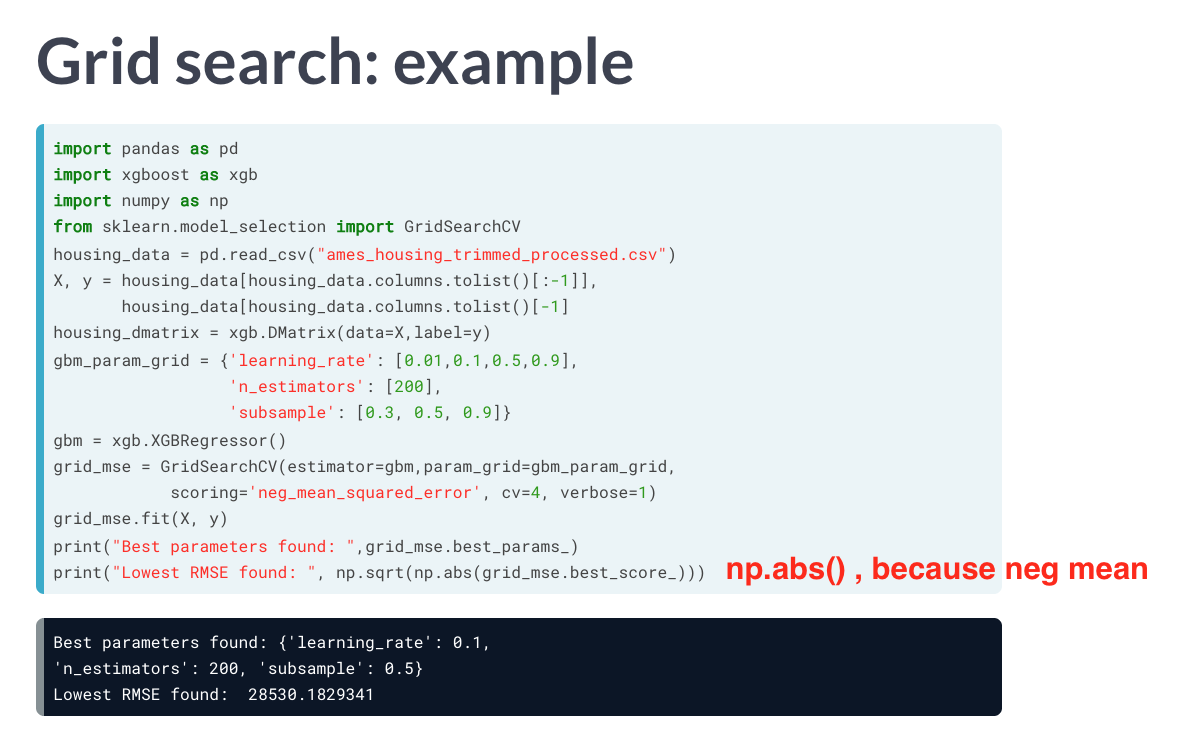 Grid search: example
import pandas as pd
import xgboost as xgb
import numpy as np
from sklearn.model_selection import GridSearchCV
housing_data = pd.read_csv("ames_housing_trimmed_processed.csv")
X, y = housing_data[housing_data.columns.tolist()[:-1]],
       housing_data[housing_data.columns.tolist()[-1]
housing_dmatrix = xgb.DMatrix(data=X,label=y)
gbm_param_grid = {'learning_rate': [0.01,0.1,0.5,0.9],
                  'n_estimators': [200],
                  'subsample': [0.3, 0.5, 0.9]}
gbm = xgb.XGBRegressor()
grid_mse = GridSearchCV(estimator=gbm,param_grid=gbm_param_grid,
            scoring='neg_mean_squared_error', cv=4, verbose=1)
grid_mse.fit(X, y)
print("Best parameters found: ",grid_mse.best_params_)
print("Lowest RMSE found: ", np.sqrt(np.abs(grid_mse.best_score_))) np.abs() , because neg mean
Best parameters found: {'learning_rate': 0.1,
'n_estimators': 200, 'subsample': 0.5}
Lowest RMSE found:  28530.1829341